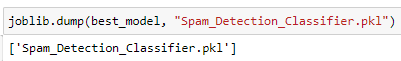 joblib.dump(best_model, "Spam_Detection_Classifier.pkl")
['Spam_Detection_Classifier.pkl']